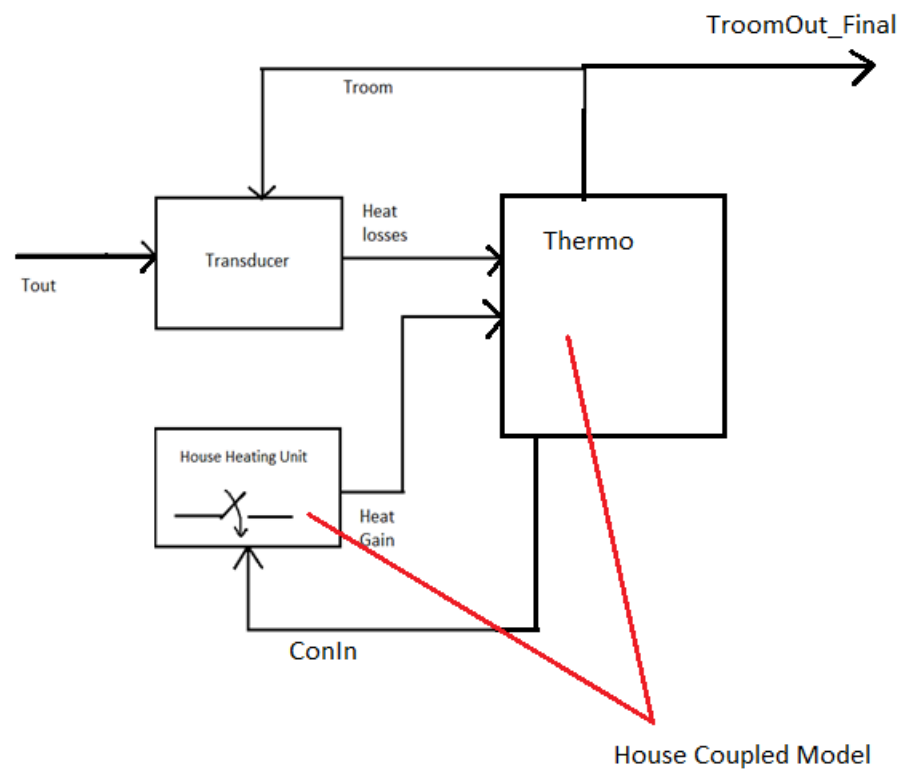 TroomOut_Final
Troom
Heat
losses
Thermo
Transducer
Tout
House Heating Unit
Heat
Gain
ConIn
House Coupled Model